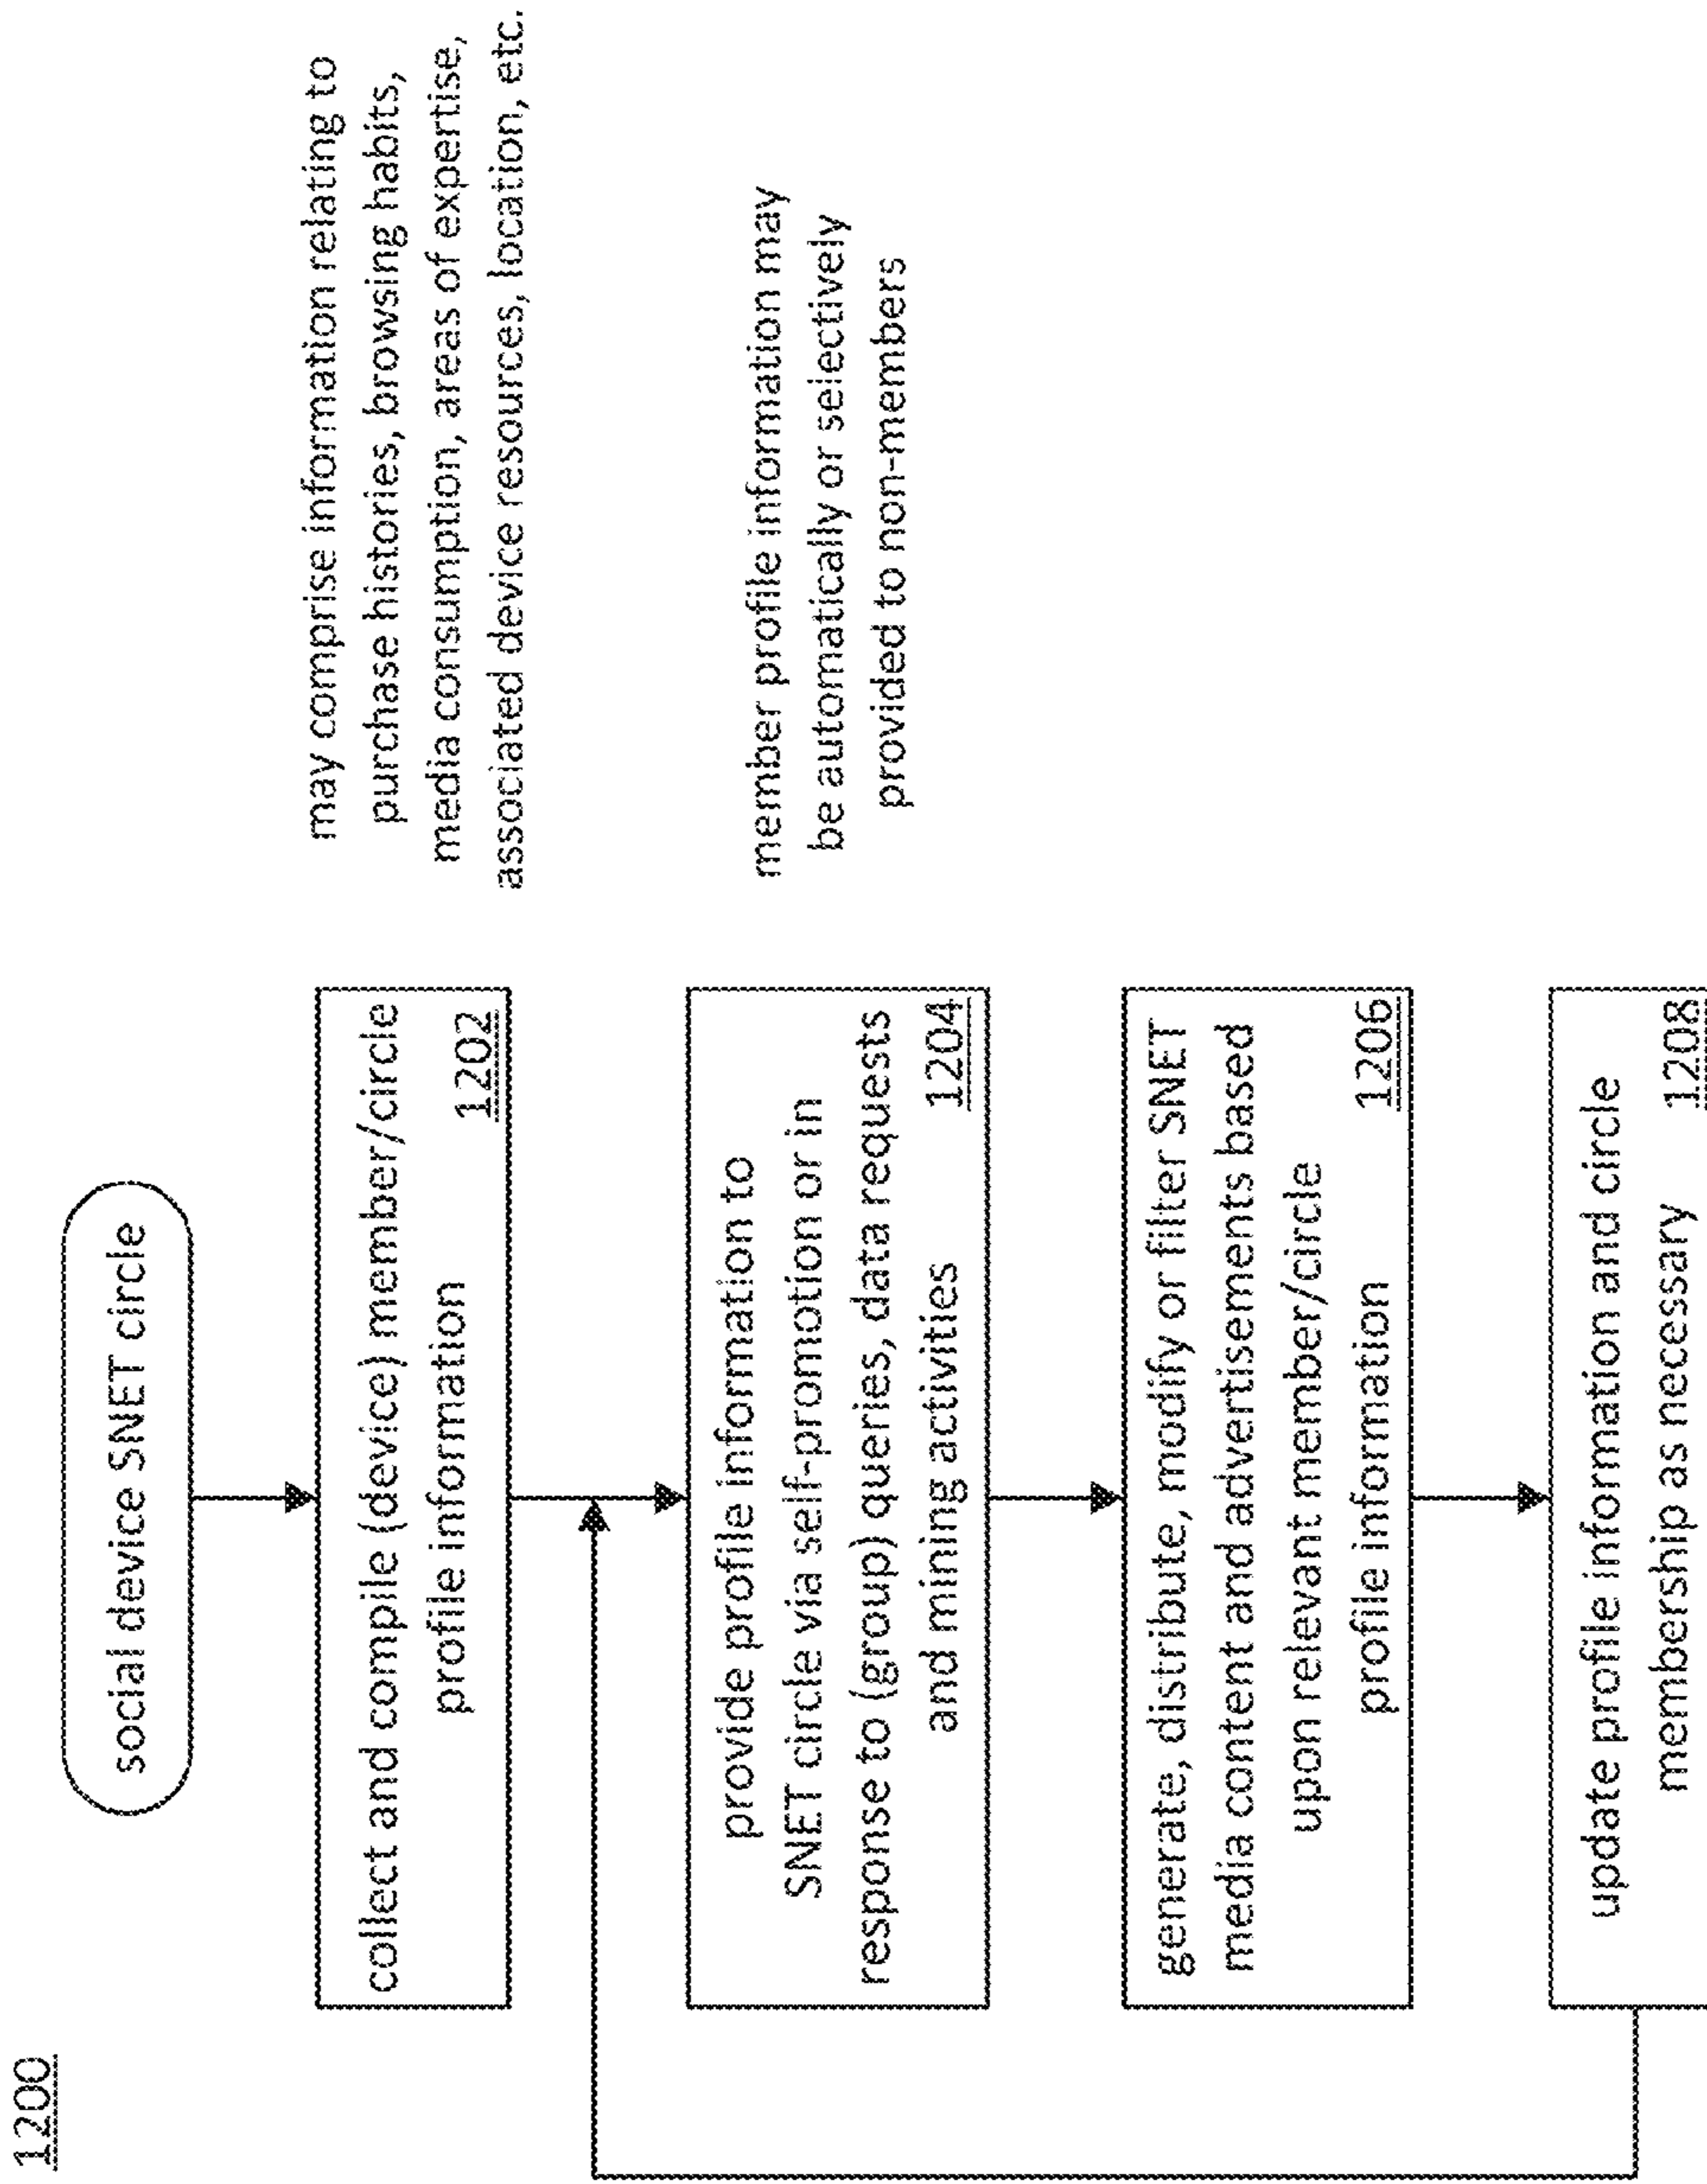 1200
social device SNET circle
collect and compile (device) member/circle
profile information
1202
may comprise information relating to
purchase histories, browsing habits,
media consumption, areas of expertise,
associated device resources, location, etc.
provide profile information to
SNET circle via self-promotion or in
response to (group) queries, data requests
and mining activities
1204
member profile information may
be automatically or selectively
provided to non-members
generate, distribute, modify or filter SNET
media content and advertisements based
upon relevant member/circle
profile information
1206
update profile information and circle
membership as necessary
1208